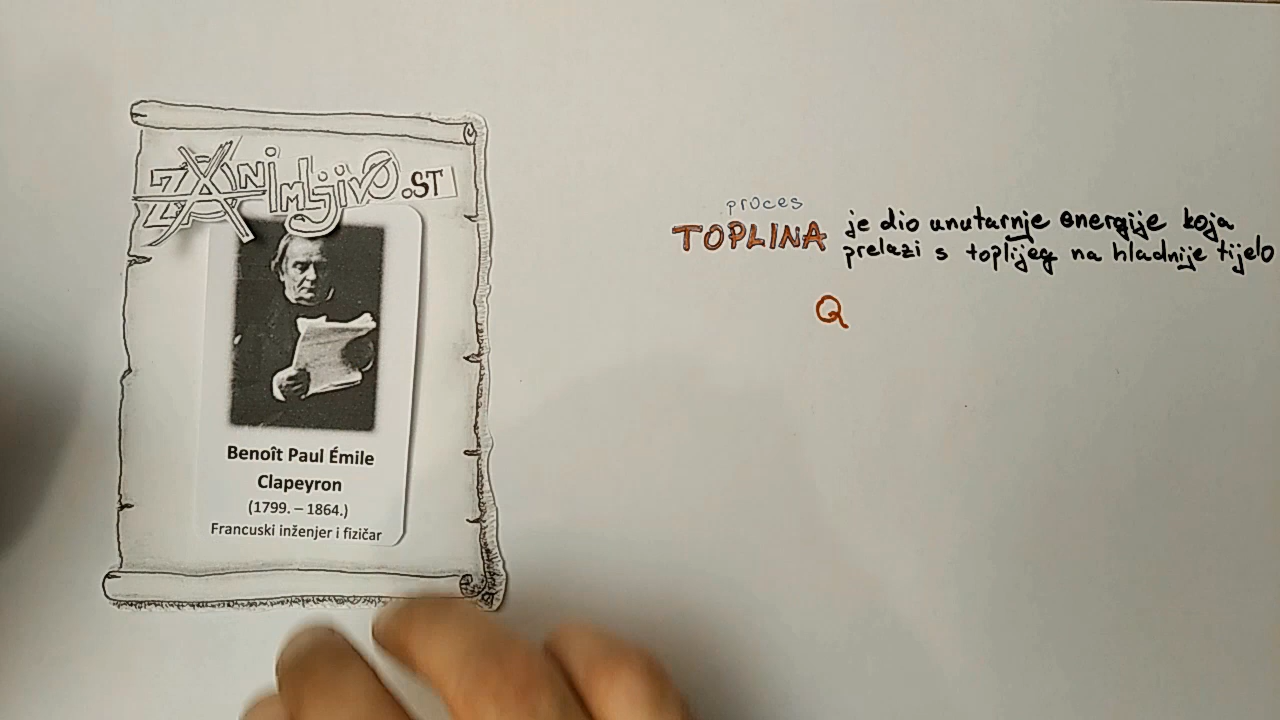 ZANIMLJIVO.ST
Benoît Paul Émile
Clapeyron
(1799. – 1864.)
Francuski inženjer i fizičar
proces
TOPLINA je dio unutarnje energije koja
prelazi s toplijeg na hladnije tijelo
Q